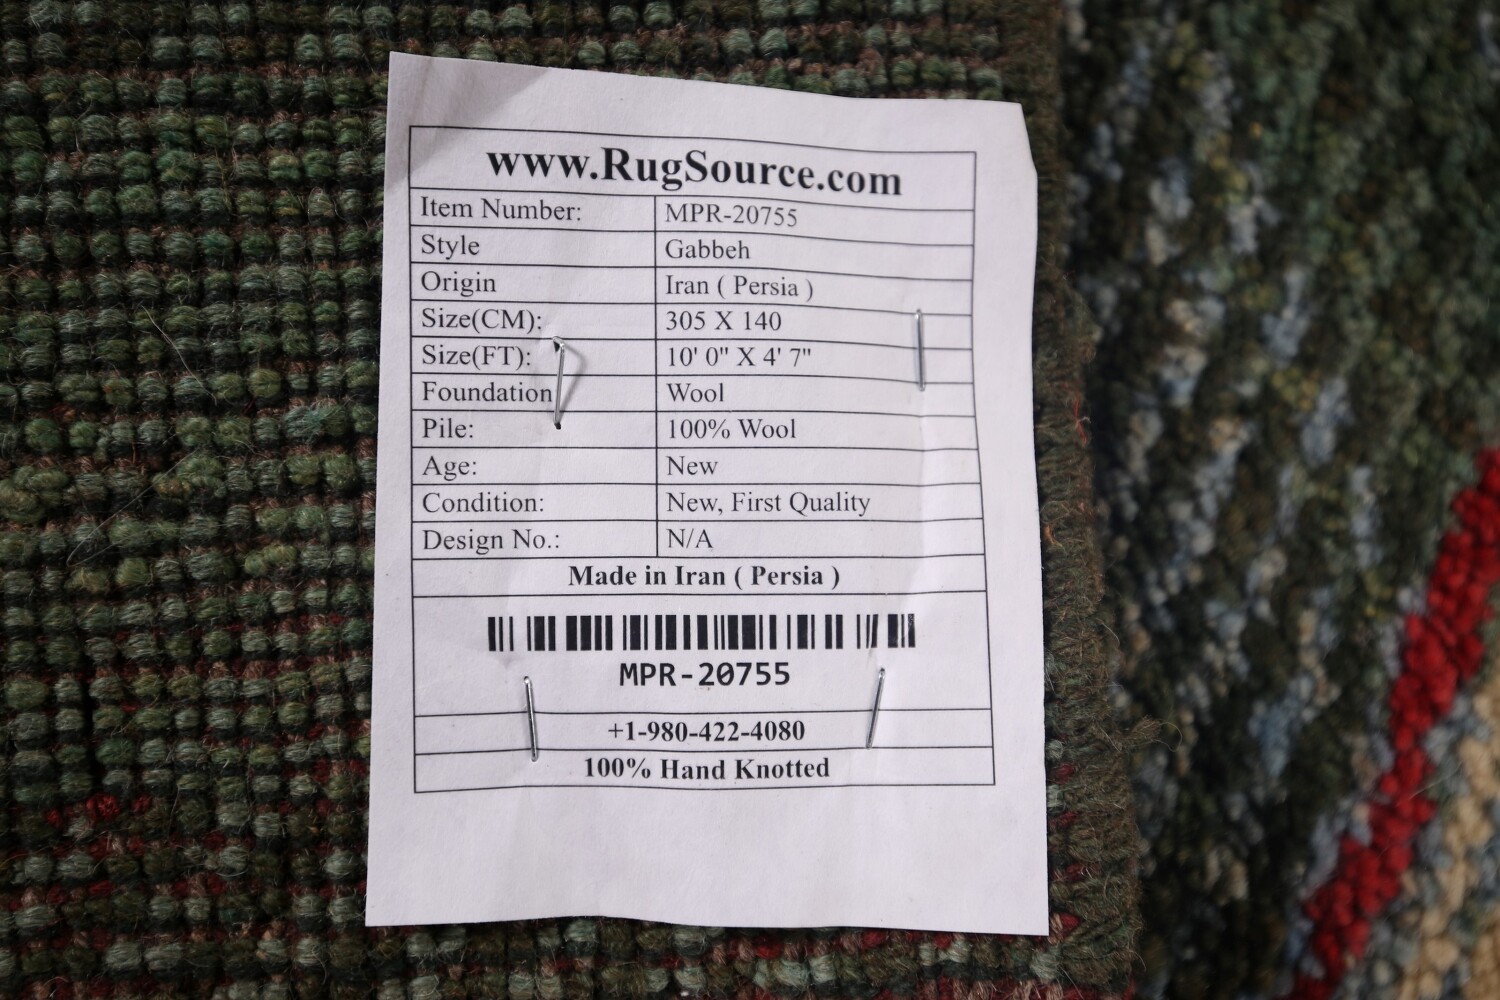 www.RugSource.com
Item Number: MPR-20755
Style Gabbeh
Origin Iran ( Persia )
Size(CM): 305 X 140
Size(FT): 10' 0" X 4' 7"
Foundation Wool
Pile: 100% Wool
Age: New
Condition: New, First Quality
Design No.: N/A
Made in Iran ( Persia )
MPR-20755
+1-980-422-4080
100% Hand Knotted